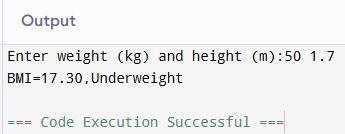 Output
Enter weight (kg) and height (m):50 1.7
BMI=17.30,Underweight
=== Code Execution Successful ===